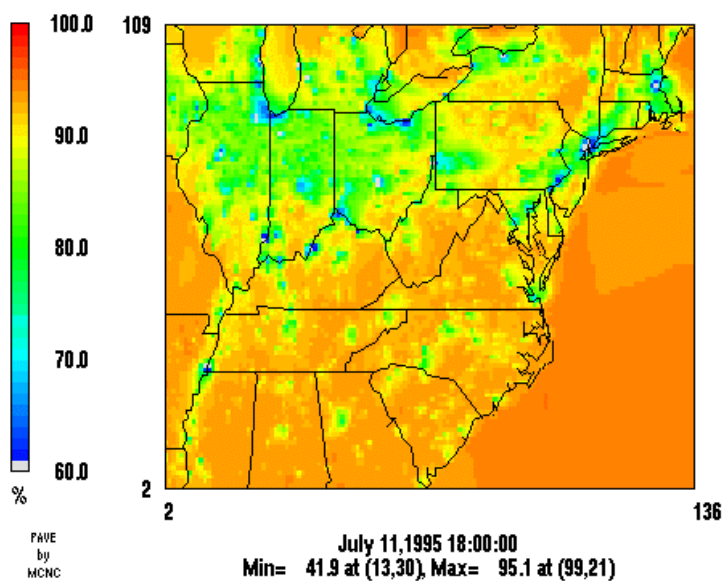 109
100.0
90.0
80.0
70.0
60.0
2
%
2
136
PAVE
by
MCNC
July 11,1995 18:00:00
Min= 41.9 at (13,30), Max= 95.1 at (99,21)